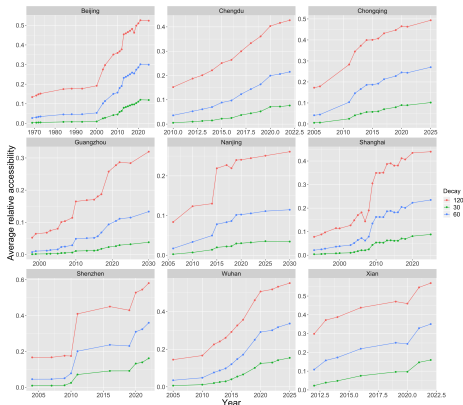 Beijing Chengdu Chongqing
0.5 0.4 0.3 0.2 0.1 0.0
0.4 0.3 0.2 0.1 0.0
0.5 0.4 0.3 0.2 0.1 0.0
1970 1980 1990 2000 2010 2020
2010.0 2012.5 2015.0 2017.5 2020.0 2022.5
2005 2010 2015 2020 2025
Average relative accessibility
Guangzhou Nanjing Shanghai
0.3 0.2 0.1 0.0
0.2 0.1 0.0
0.4 0.3 0.2 0.1 0.0
2000 2010 2020 2030
2005 2010 2015 2020 2025 2030
2000 2010 2020
Decay
120
30
60
Shenzhen Wuhan Xian
0.6 0.4 0.2 0.0
0.4 0.2 0.0
0.4 0.2 0.0
2005 2010 2015 2020
2005 2010 2015 2020 2025
2012.5 2015.0 2017.5 2020.0 2022.5
Year